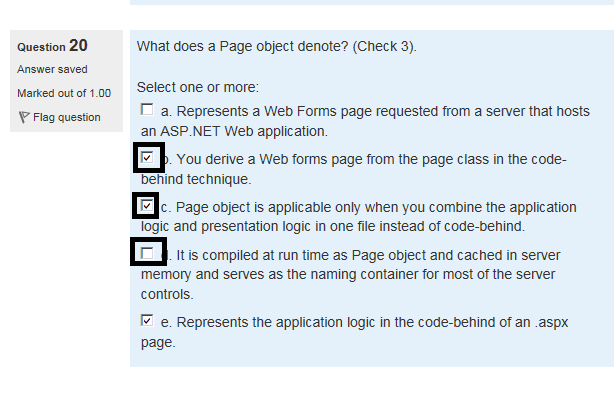 Question 20
Answer saved
Marked out of 1.00
Flag question
What does a Page object denote? (Check 3).
Select one or more:
a. Represents a Web Forms page requested from a server that hosts
an ASP.NET Web application.
. You derive a Web forms page from the page class in the code-
behind technique.
c. Page object is applicable only when you combine the application
logic and presentation logic in one file instead of code-behind.
. It is compiled at run time as Page object and cached in server
memory and serves as the naming container for most of the server
controls.
e. Represents the application logic in the code-behind of an .aspx
page.